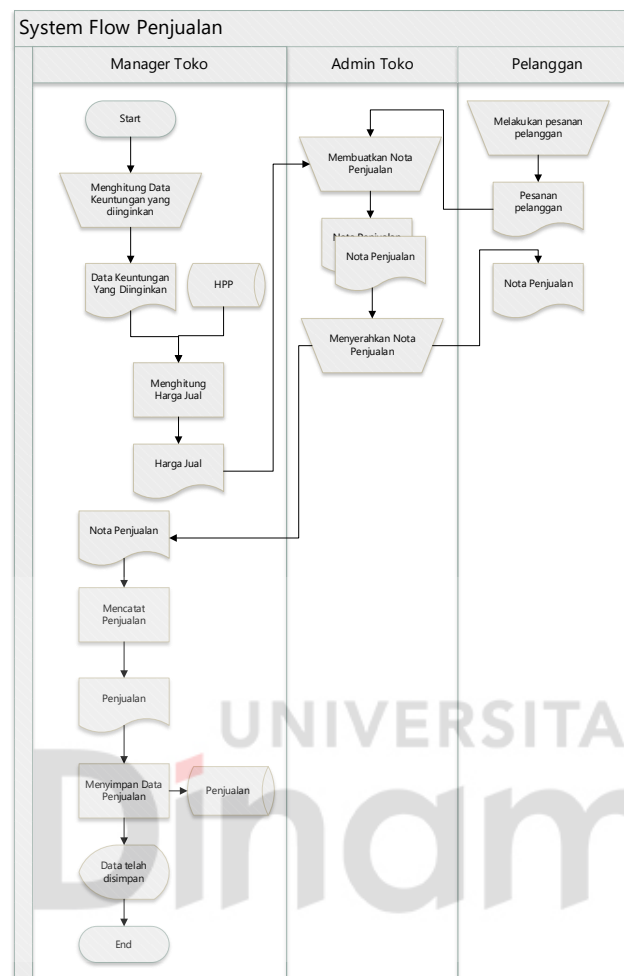 System Flow Penjualan
Manager Toko
Admin Toko
Pelanggan
Start
Menghitung Data
Keuntungan yang
diinginkan
Data Keuntungan
Yang Diinginkan
HPP
Menghitung
Harga Jual
Harga Jual
Nota Penjualan
Mencatat
Penjualan
Penjualan
Menyimpan Data
Penjualan
Penjualan
Data telah
disimpan
End
Membuatkan Nota
Penjualan
Nota Penjualan
Nota Penjualan
Menyerahkan Nota
Penjualan
Melakukan pesanan
pelanggan
Pesanan
pelanggan
Nota Penjualan
UNIVERSITA
Dinam